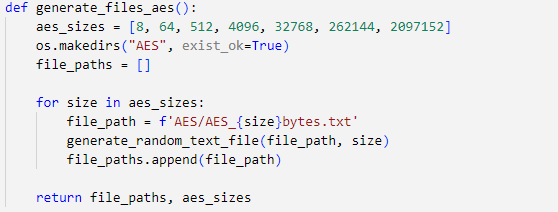 def generate_files_aes():
    aes_sizes = [8, 64, 512, 4096, 32768, 262144, 2097152]
    os.makedirs("AES", exist_ok=True)
    file_paths = []

    for size in aes_sizes:
        file_path = f'AES/AES_{size}bytes.txt'
        generate_random_text_file(file_path, size)
        file_paths.append(file_path)

    return file_paths, aes_sizes